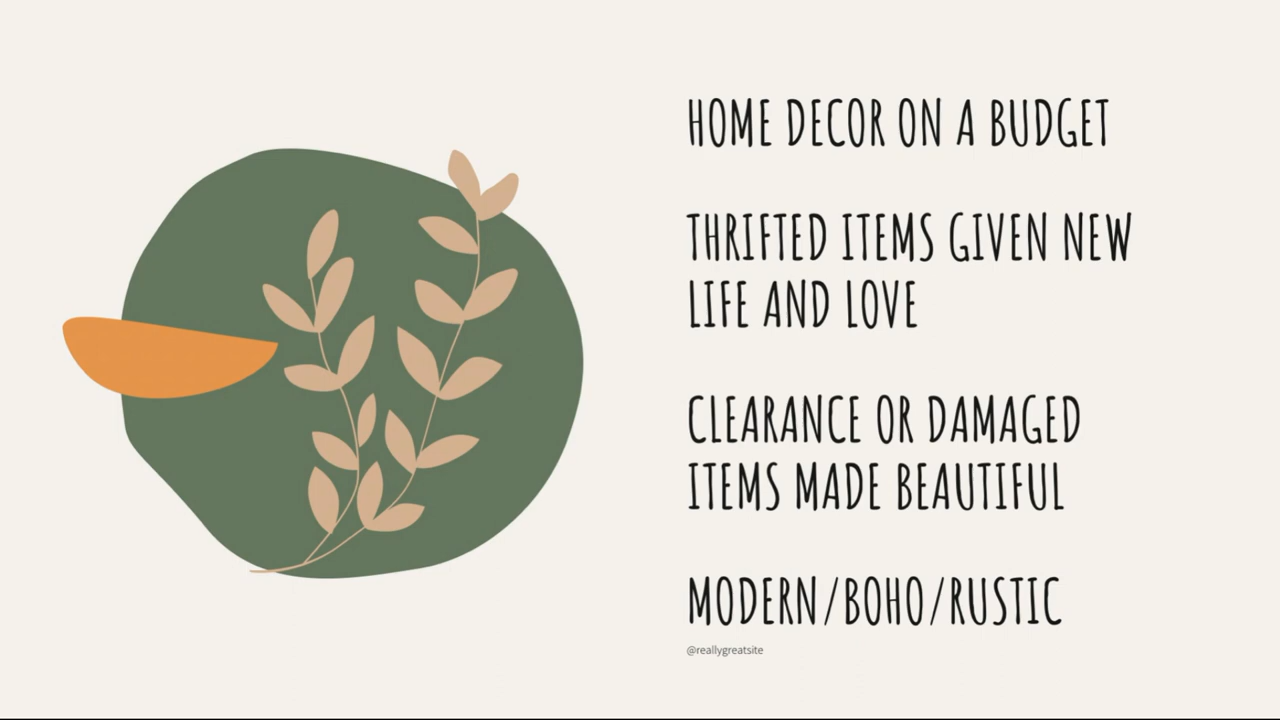 HOME DECOR ON A BUDGET
THRIFTED ITEMS GIVEN NEW
LIFE AND LOVE
CLEARANCE OR DAMAGED
ITEMS MADE BEAUTIFUL
MODERN/BOHO/RUSTIC
@reallygreatsite